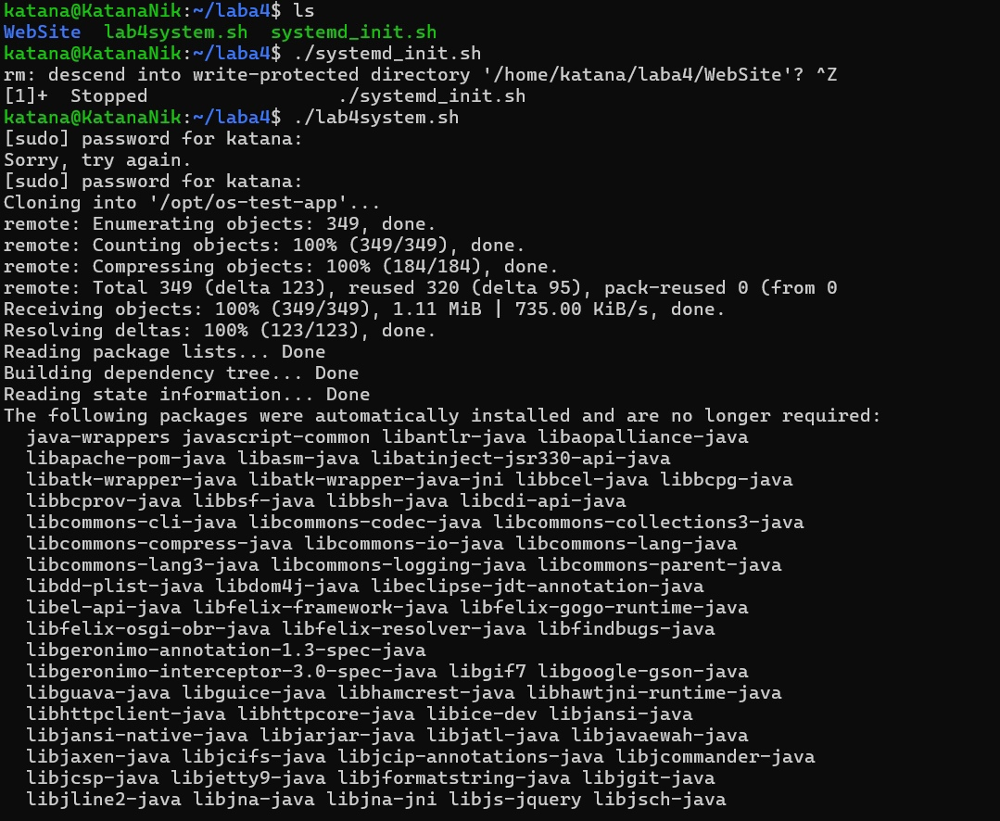 katana@KatanaNik:~/laba4$ ls
WebSite  lab4system.sh  systemd_init.sh
katana@KatanaNik:~/laba4$ ./systemd_init.sh
rm: descend into write-protected directory '/home/katana/laba4/WebSite'? ^Z
[1]+  Stopped                 ./systemd_init.sh
katana@KatanaNik:~/laba4$ ./lab4system.sh
[sudo] password for katana:
Sorry, try again.
[sudo] password for katana:
Cloning into '/opt/os-test-app'...
remote: Enumerating objects: 349, done.
remote: Counting objects: 100% (349/349), done.
remote: Compressing objects: 100% (184/184), done.
remote: Total 349 (delta 123), reused 320 (delta 95), pack-reused 0 (from 0
Receiving objects: 100% (349/349), 1.11 MiB | 735.00 KiB/s, done.
Resolving deltas: 100% (123/123), done.
Reading package lists... Done
Building dependency tree... Done
Reading state information... Done
The following packages were automatically installed and are no longer required:
  java-wrappers javascript-common libantlr-java libaopalliance-java
  libapache-pom-java libasm-java libatinject-jsr330-api-java
  libatk-wrapper-java libatk-wrapper-java-jni libbcel-java libbcpg-java
  libbcprov-java libbsf-java libbsh-java libcdi-api-java
  libcommons-cli-java libcommons-codec-java libcommons-collections3-java
  libcommons-compress-java libcommons-io-java libcommons-lang-java
  libcommons-lang3-java libcommons-logging-java libcommons-parent-java
  libdd-plist-java libdom4j-java libeclipse-jdt-annotation-java
  libel-api-java libfelix-framework-java libfelix-gogo-runtime-java
  libfelix-osgi-obr-java libfelix-resolver-java libfindbugs-java
  libgeronimo-annotation-1.3-spec-java
  libgeronimo-interceptor-3.0-spec-java libgif7 libgoogle-gson-java
  libguava-java libguice-java libhamcrest-java libhawtjni-runtime-java
  libhttpclient-java libhttpcore-java libice-dev libjansi-java
  libjansi-native-java libjarjar-java libjatl-java libjavaewah-java
  libjaxen-java libjcifs-java libjcip-annotations-java libjcommander-java
  libjcsp-java libjetty9-java libjformatstring-java libjgit-java
  libjline2-java libjna-java libjna-jni libjs-jquery libjsch-java